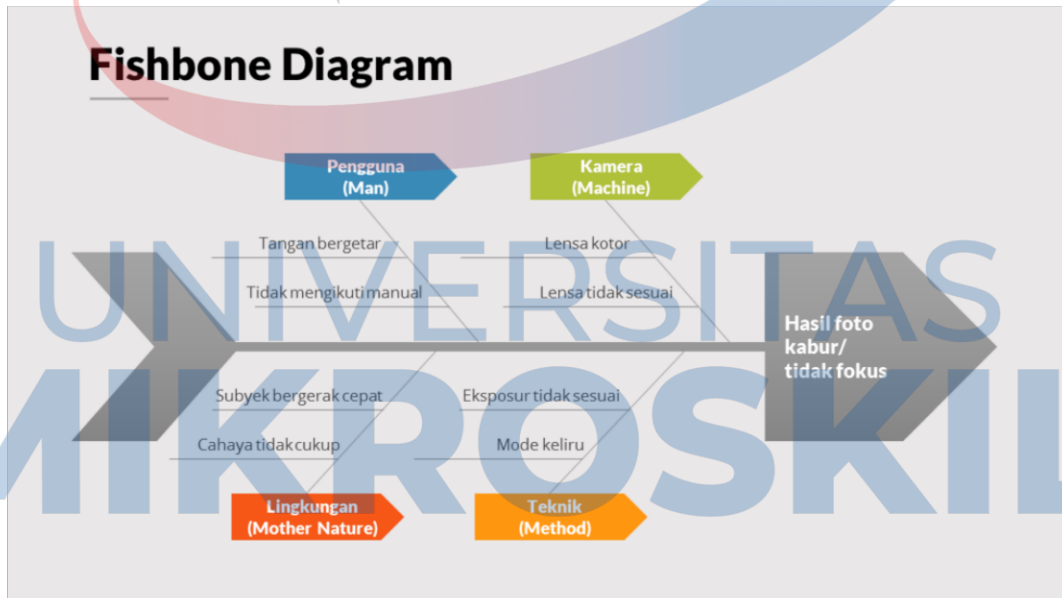 Fishbone Diagram
Pengguna
(Man)
Kamera
(Machine)
Tangan bergetar
Lensa kotor
Tidak mengikuti manual
Lensa tidak sesuai
Hasil foto
kabur/
tidak fokus
Subyek bergerak cepat
Eksposur tidak sesuai
Cahaya tidak cukup
Mode keliru
Lingkungan
(Mother Nature)
Teknik
(Method)
UNIVERSITAS
MIKROSKIL